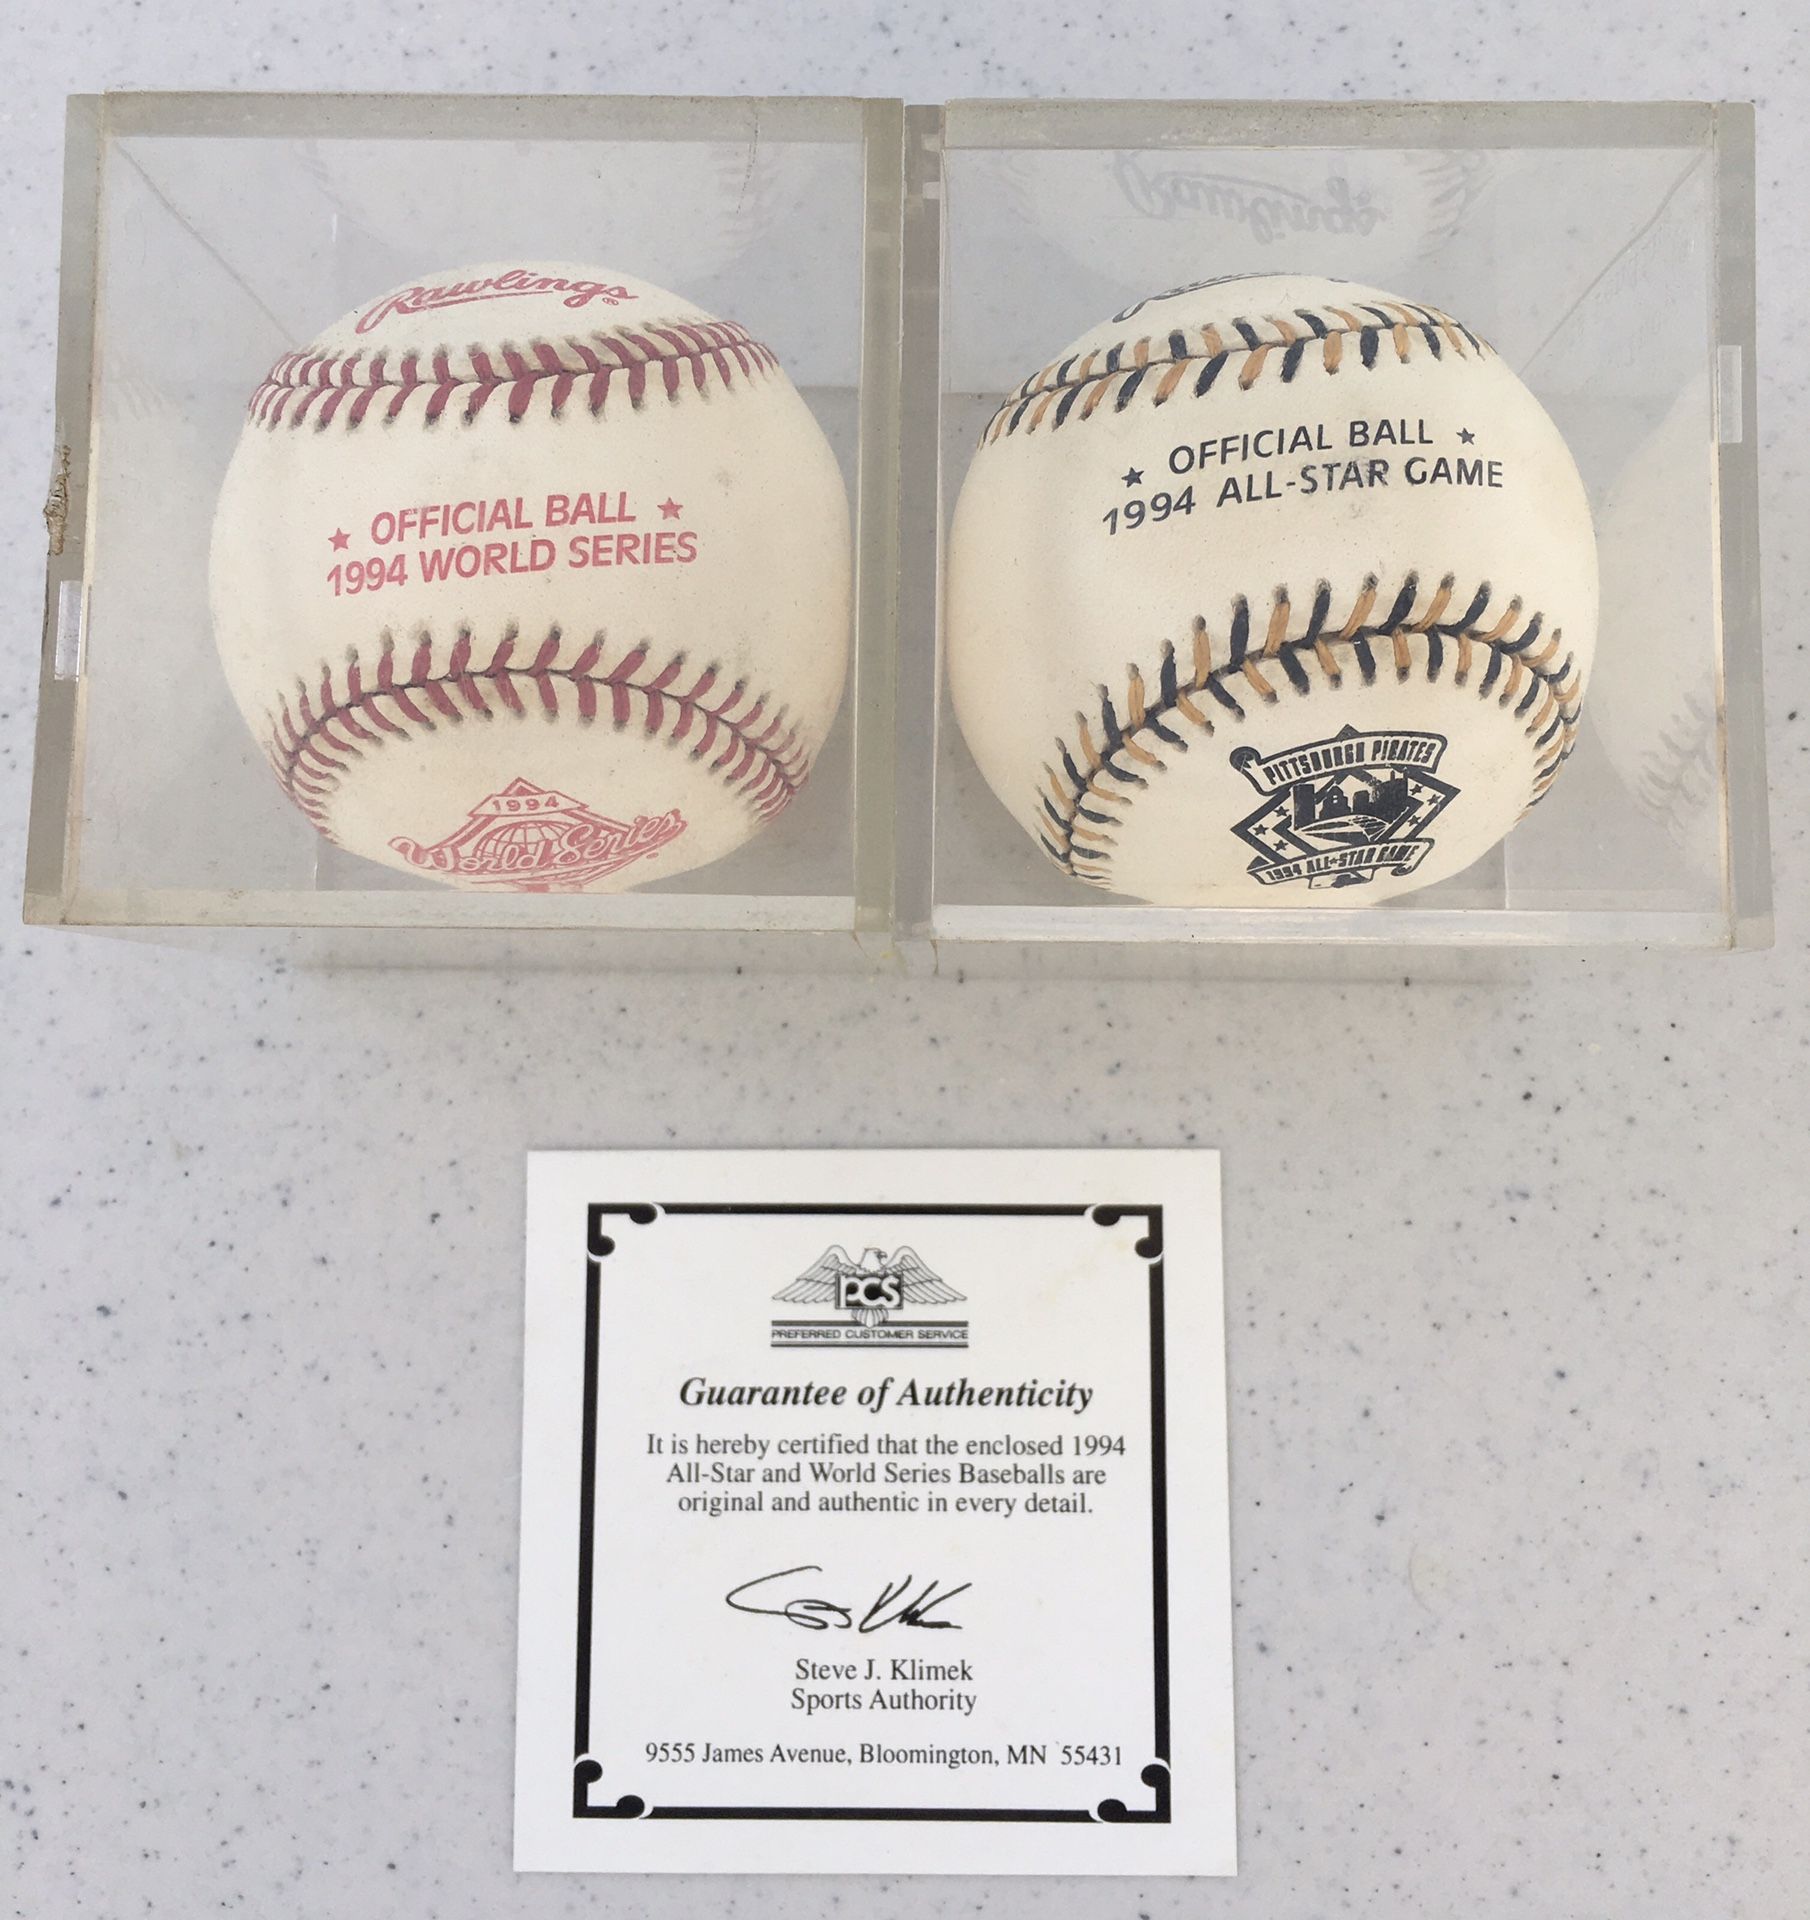 Rawlings®
★ OFFICIAL BALL ★
1994 WORLD SERIES
1994
World Series
★ OFFICIAL BALL ★
1994 ALL-STAR GAME
PITTSBURGH PIRATES
1994 ALL★STAR GAME
PCS
PREFERRED CUSTOMER SERVICE
Guarantee of Authenticity
It is hereby certified that the enclosed 1994
All-Star and World Series Baseballs are
original and authentic in every detail.
Steve J. Klimek
Sports Authority
9555 James Avenue, Bloomington, MN 55431